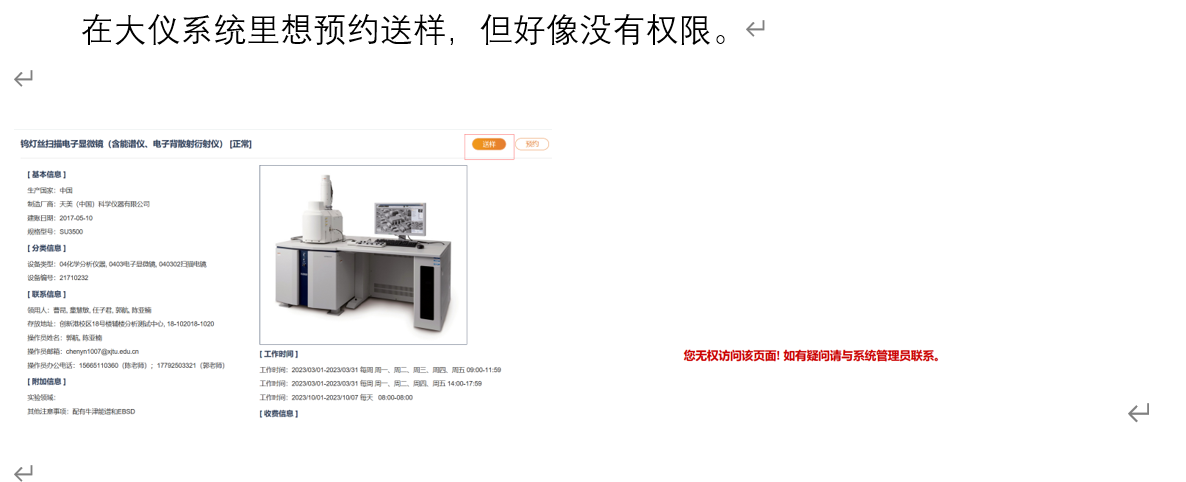 在大仪系统里想预约送样，但好像没有权限。
钨灯丝扫描电子显微镜（含能谱仪、电子背散射衍射仪） [正常]
送样
预约
[ 基本信息 ]
生产国家：中国
制造厂商：天美（中国）科学仪器有限公司
建账日期：2017-05-10
规格型号：SU3500
[ 分类信息 ]
设备类型：04化学分析仪器, 0403电子显微镜, 040302扫描电镜
设备编号：21710232
[ 联系信息 ]
领用人：曹昆, 童慧敏, 任子君, 郭航, 陈亚楠
存放地址：创新港校区18号楼辅楼分析测试中心, 18-102018-1020
操作员姓名：郭航, 陈亚楠
操作员邮箱：chenyn1007@xjtu.edu.cn
操作员办公电话：15665110360（陈老师）；17792503321（郭老师）
[ 附加信息 ]
实验领域：
其他注意事项：配有牛津能谱和EBSD
[ 工作时间 ]
工作时间：2023/03/01-2023/03/31 每周 周一、周二、周三、周四、周五 09:00-11:59
工作时间：2023/03/01-2023/03/31 每周 周一、周二、周四、周五 14:00-17:59
工作时间：2023/10/01-2023/10/07 每天 08:00-08:00
[ 收费信息 ]
您无权访问该页面! 如有疑问请与系统管理员联系。